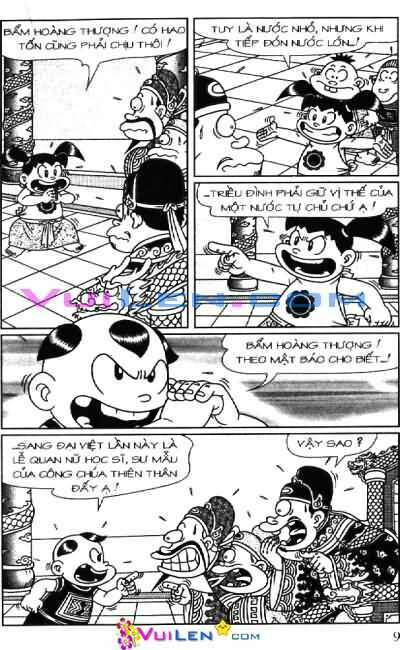 BẨM HOÀNG THƯỢNG! CÓ HAO
TỐN CŨNG PHẢI CHỊU THÔI!
TUY LÀ NƯỚC NHỎ, NHƯNG KHI
TIẾP ĐÓN NƯỚC LỚN...!
...TRIỀU ĐÌNH PHẢI GIỮ VỊ THẾ CỦA
MỘT NƯỚC TỰ CHỦ CHỨ Ạ!
VUILEN.COM
BẨM HOÀNG THƯỢNG!
THEO MẬT BÁO CHO BIẾT...!
...SANG ĐẠI VIỆT LẦN NÀY LÀ
LỄ QUAN NỮ HỌC SĨ, SƯ MẪU
CỦA CÔNG CHÚA THIÊN THÂN
ĐẤY Ạ!
VẬY SAO?
VUILEN.COM
9